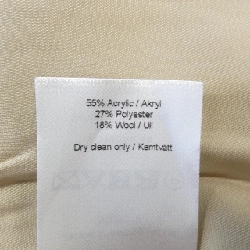 55% Acrylic / Akryl
27% Polyester
18% Wool / Ull
Dry clean only / Kemtvätt